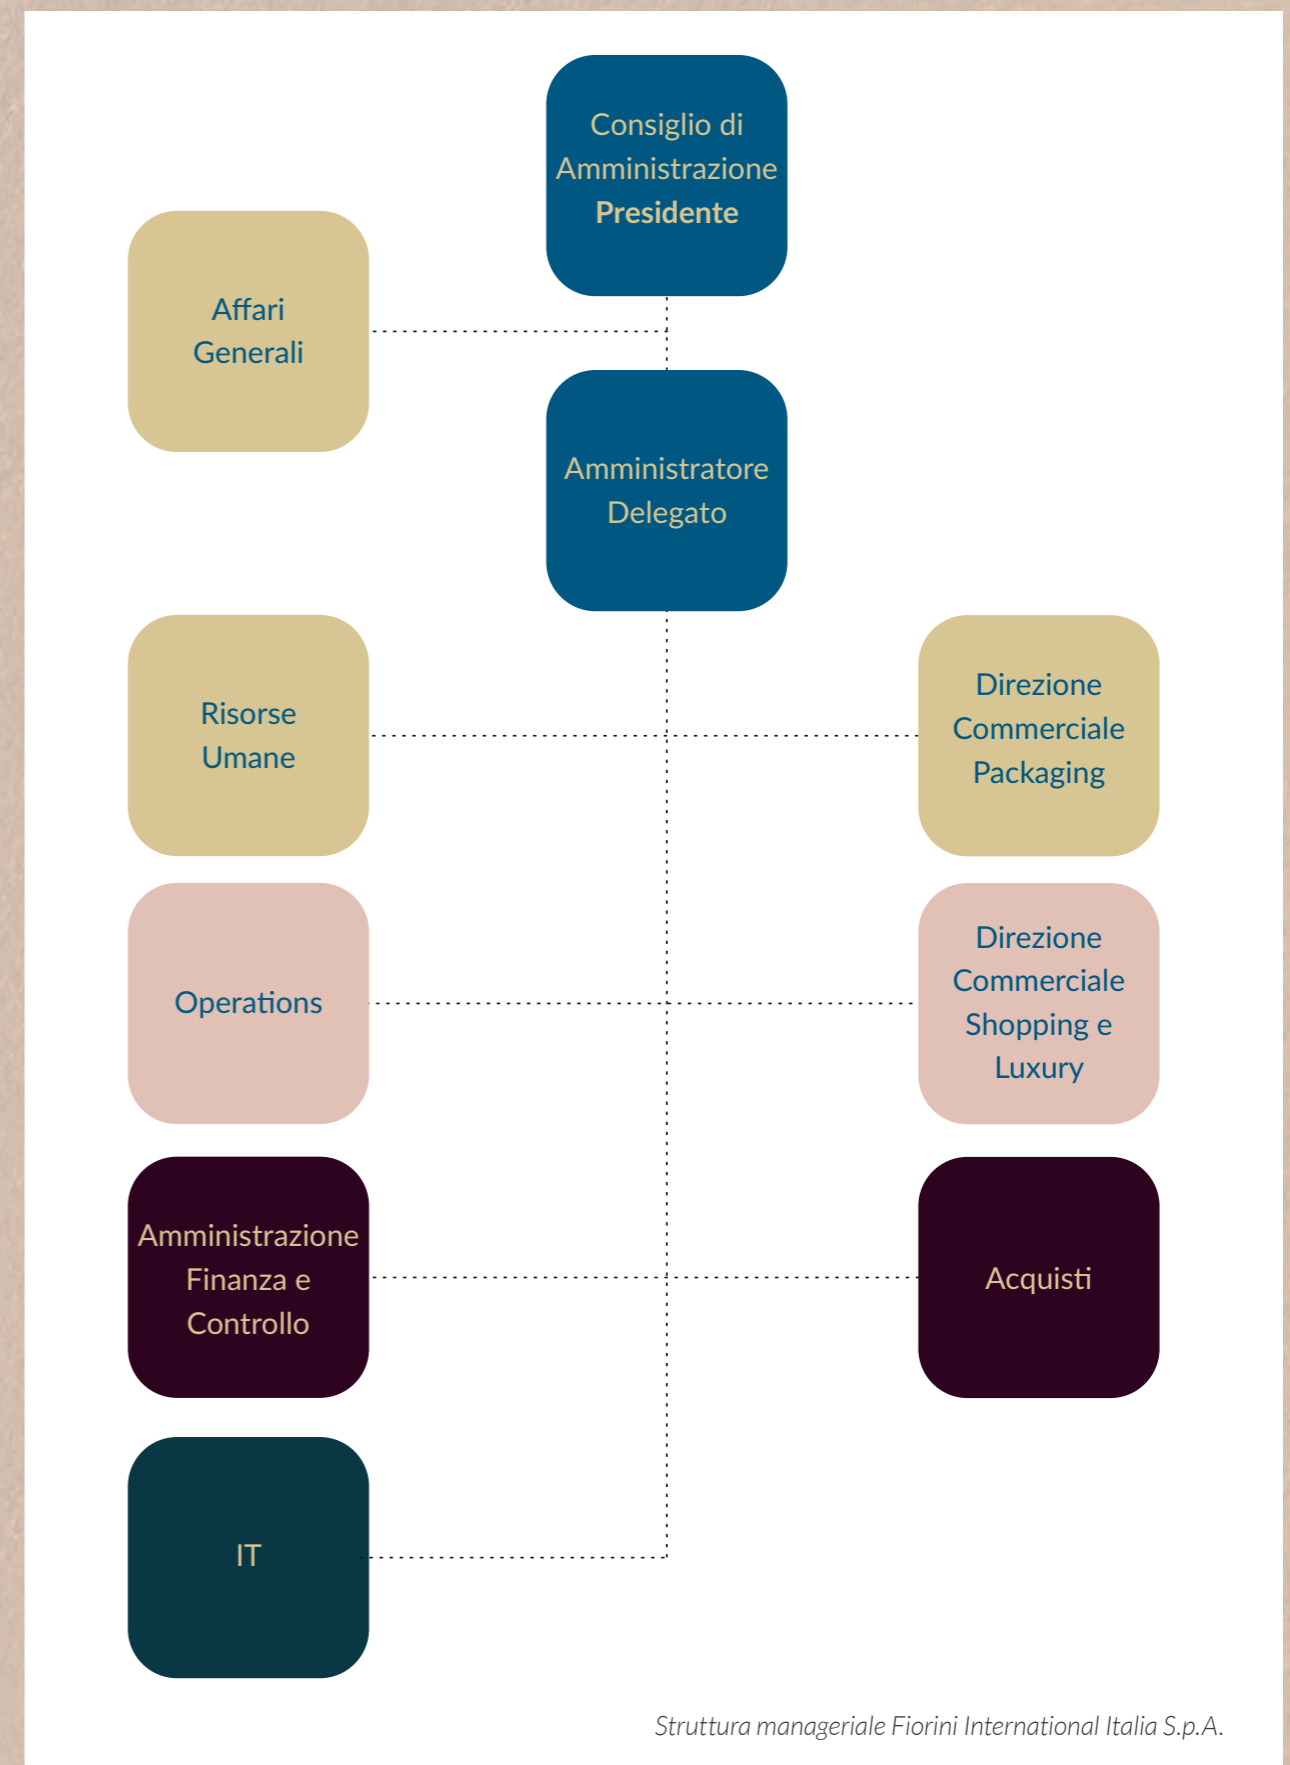 Consiglio di
Amministrazione
Presidente
Affari
Generali
Amministratore
Delegato
Risorse
Umane
Direzione
Commerciale
Packaging
Operations
Direzione
Commerciale
Shopping e
Luxury
Amministrazione
Finanza e
Controllo
Acquisti
IT
Struttura manageriale Fiorini International Italia S.p.A.